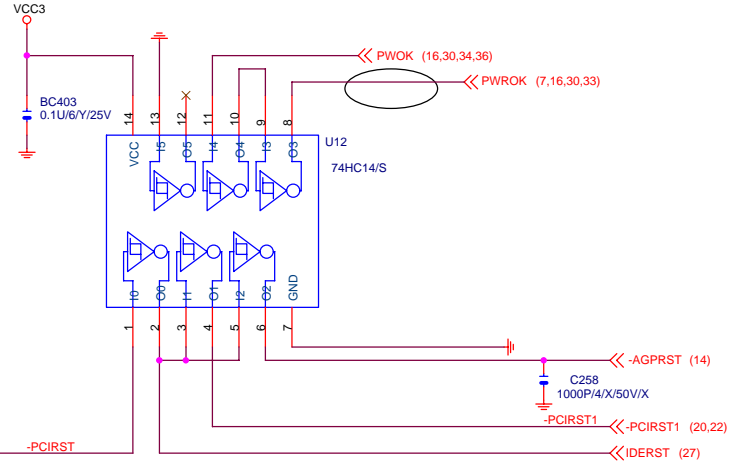 VCC3
PWOK (16,30,34,36)
PWROK (7,16,30,33)
BC403
0.1U/6/Y/25V
14 13 12 11 10 9 8
U12
VCC I5 O5 I4 O4 I3 O3
74HC14/S
I0 O0 I1 O1 I2 O2 GND
1 2 3 4 5 6 7
-AGPRST (14)
C258
1000P/4/X/50V/X
-PCIRST1
-PCIRST1 (20,22)
-PCIRST
IDERST (27)